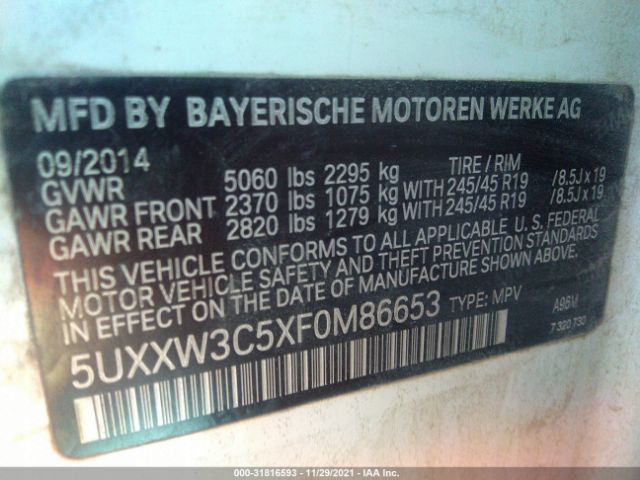 MFD BY BAYERISCHE MOTOREN WERKE AG
09/2014
GVWR 5060 lbs 2295 kg TIRE / RIM
GAWR FRONT 2370 lbs 1075 kg WITH 245/45 R19 /8.5J x 19
GAWR REAR 2820 lbs 1279 kg WITH 245/45 R19 /8.5J x 19
THIS VEHICLE CONFORMS TO ALL APPLICABLE U. S. FEDERAL
MOTOR VEHICLE SAFETY AND THEFT PREVENTION STANDARDS
IN EFFECT ON THE DATE OF MANUFACTURE SHOWN ABOVE.
5UXXW3C5XF0M86653 TYPE: MPV A96M
7 320 730
000-31816593 - 11/29/2021 - IAA Inc.